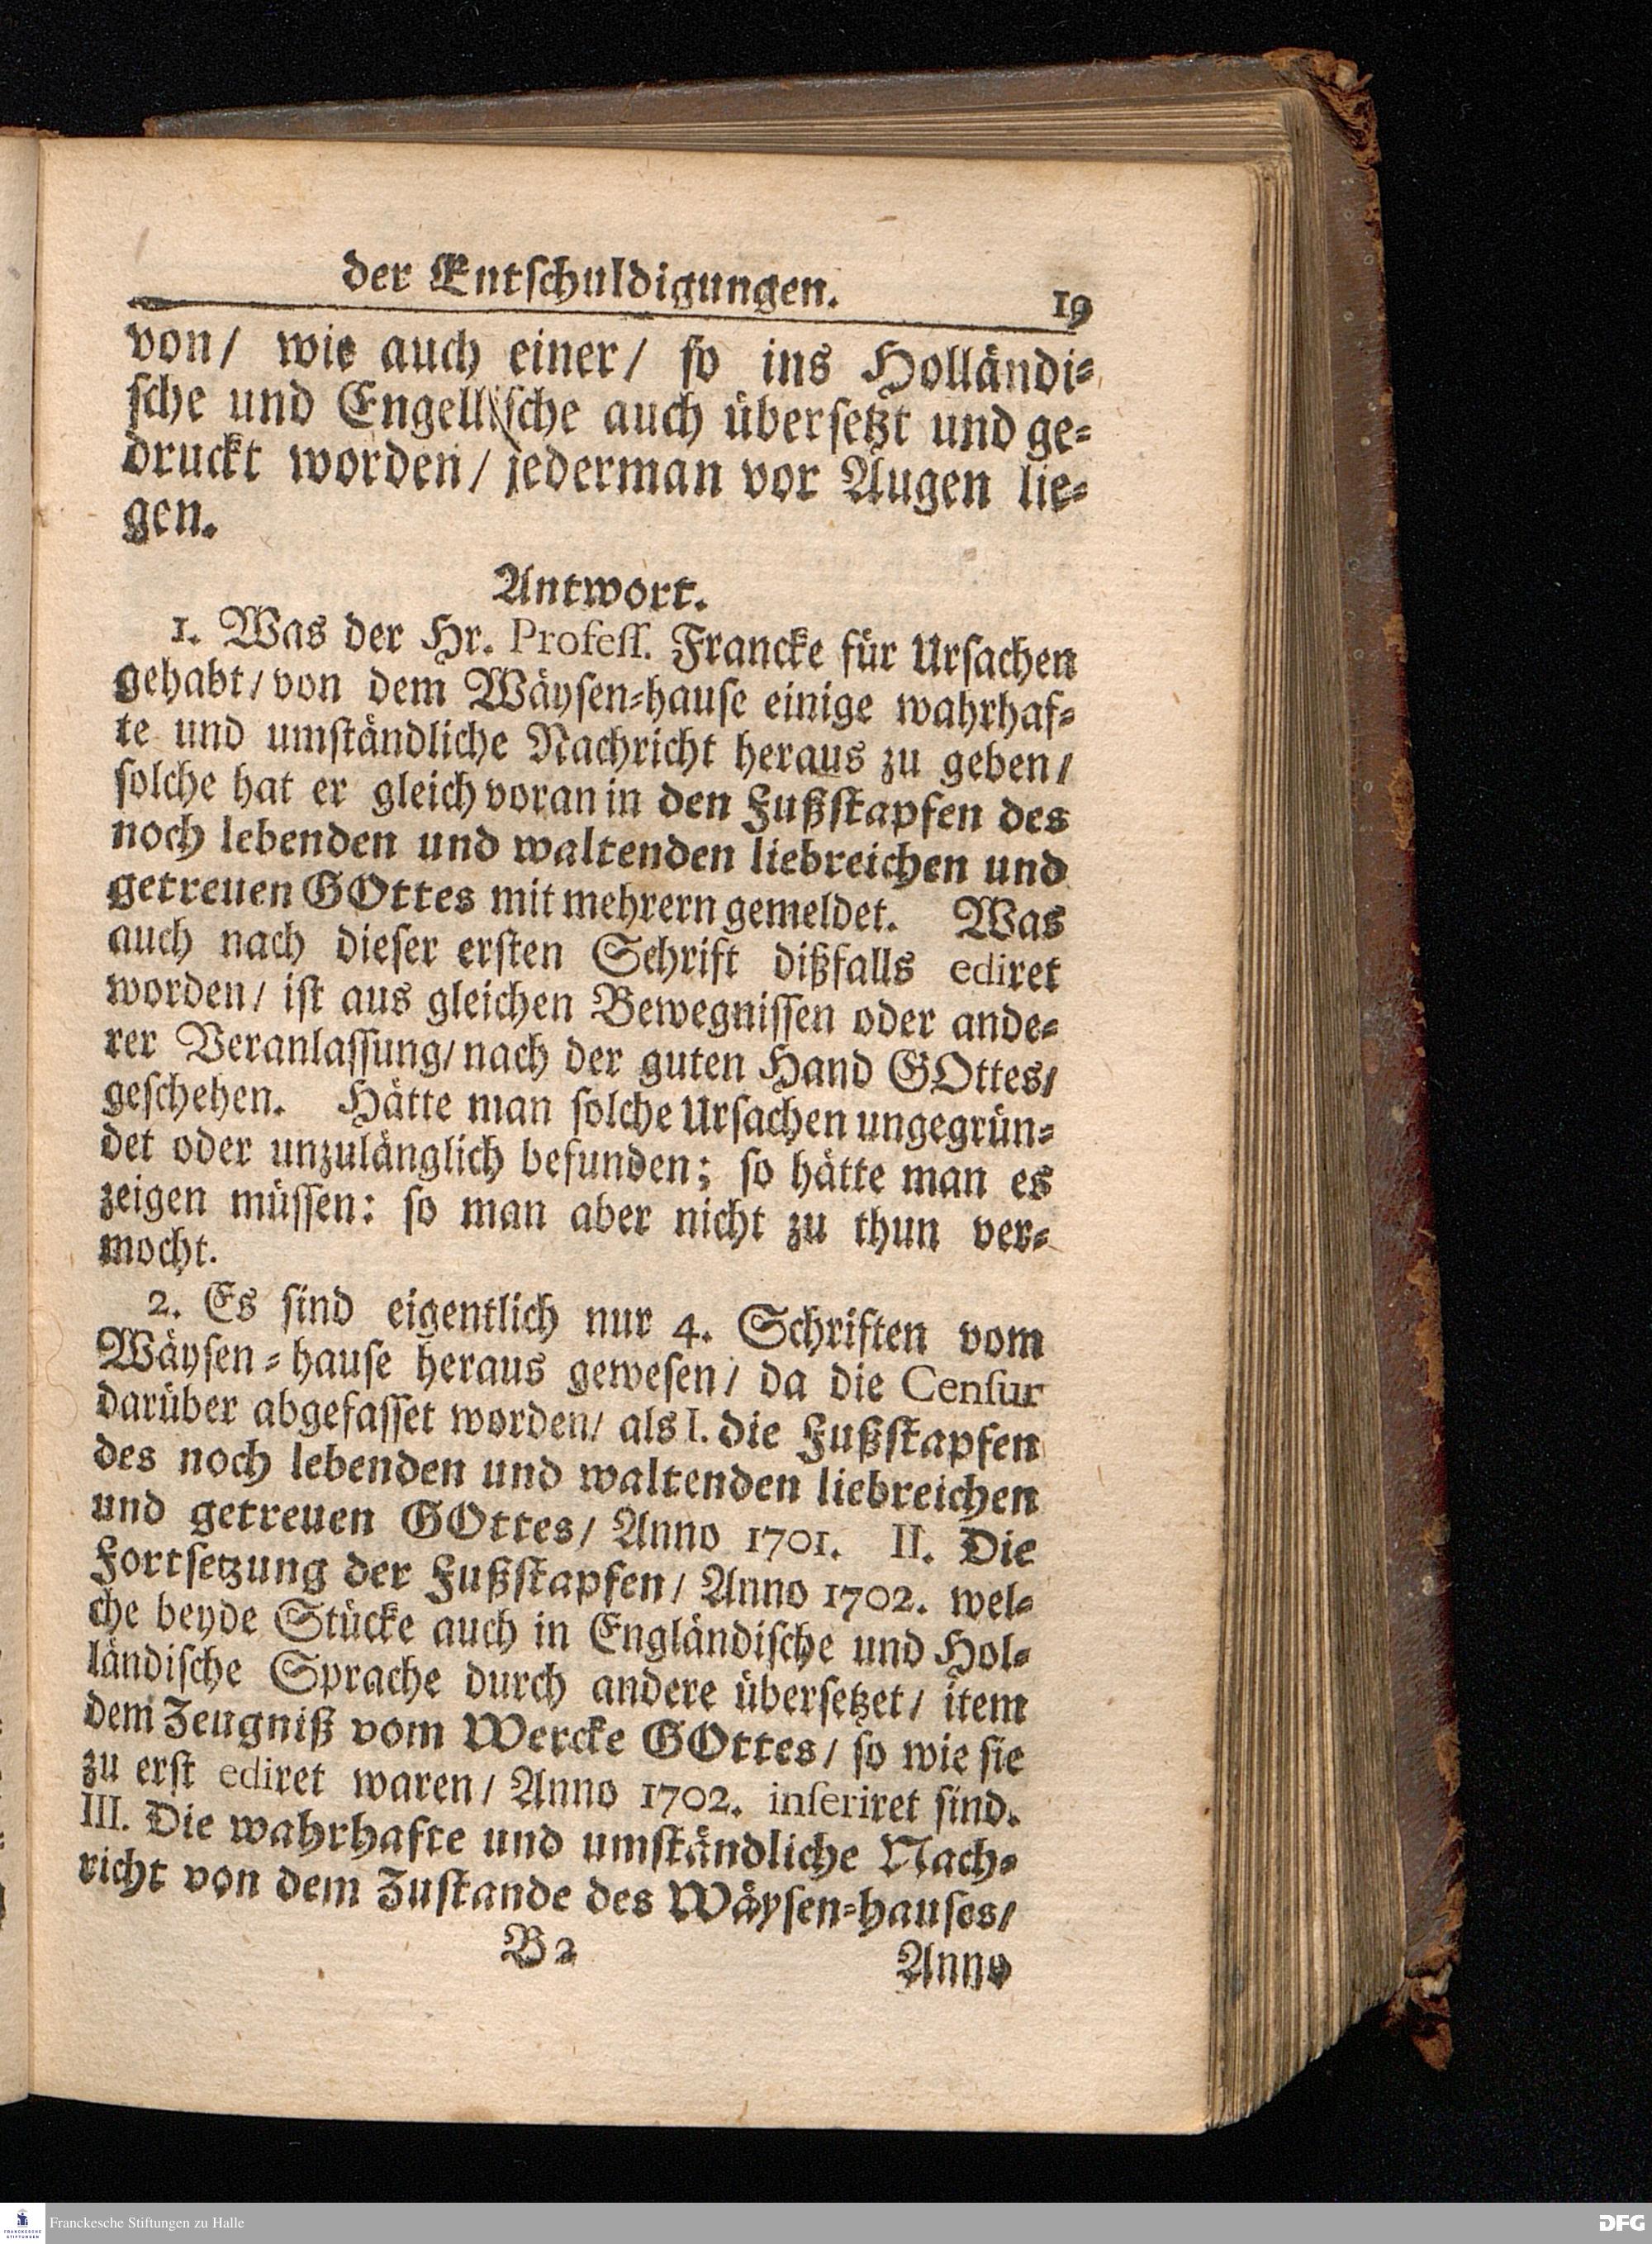 der Entſchuldigungen. 19
von/ wie auch einer/ ſo ins Holländi⸗
ſche und Engelliſche auch überſetzt und ge⸗
druckt worden/ jederman vor Augen lie⸗
gen.
Antwort.
1. Was der Hr. Profeſſ. Francke für Urſachen
gehabt/ von dem Wäyſen⸗hauſe einige wahrhaf⸗
te und umſtändliche Nachricht heraus zu geben/
ſolche hat er gleich voran in den Fußſtapfen des
noch lebenden und waltenden liebreichen und
getreuen GOttes mit mehrern gemeldet. Was
auch nach dieſer erſten Schrift dißfalls ediret
worden/ iſt aus gleichen Bewegniſſen oder ande⸗
rer Veranlaſſung/ nach der guten Hand GOttes/
geſchehen. Hätte man ſolche Urſachen ungegrün⸗
det oder unzulänglich befunden; ſo hätte man es
zeigen müſſen: ſo man aber nicht zu thun ver⸗
mocht.
2. Es ſind eigentlich nur 4. Schriften vom
Wäyſen⸗hauſe heraus geweſen/ da die Cenſur
darüber abgefaſſet worden/ als I. die Fußſtapfen
des noch lebenden und waltenden liebreichen
und getreuen GOttes/ Anno 1701. II. Die
Fortſetzung der Fußſtapfen/ Anno 1702. wel⸗
che beyde Stücke auch in Engländiſche und Hol⸗
ländiſche Sprache durch andere überſetzet/ item
dem Zeugniß vom Wercke GOttes/ ſo wie ſie
zu erſt ediret waren/ Anno 1702. inſeriret ſind.
III. Die wahrhafte und umſtändliche Nach⸗
richt von dem Zuſtande des Wäyſen⸗hauſes/
B 2 Anno
FRANCKESCHE STIFTUNGEN
Franckesche Stiftungen zu Halle
DFG